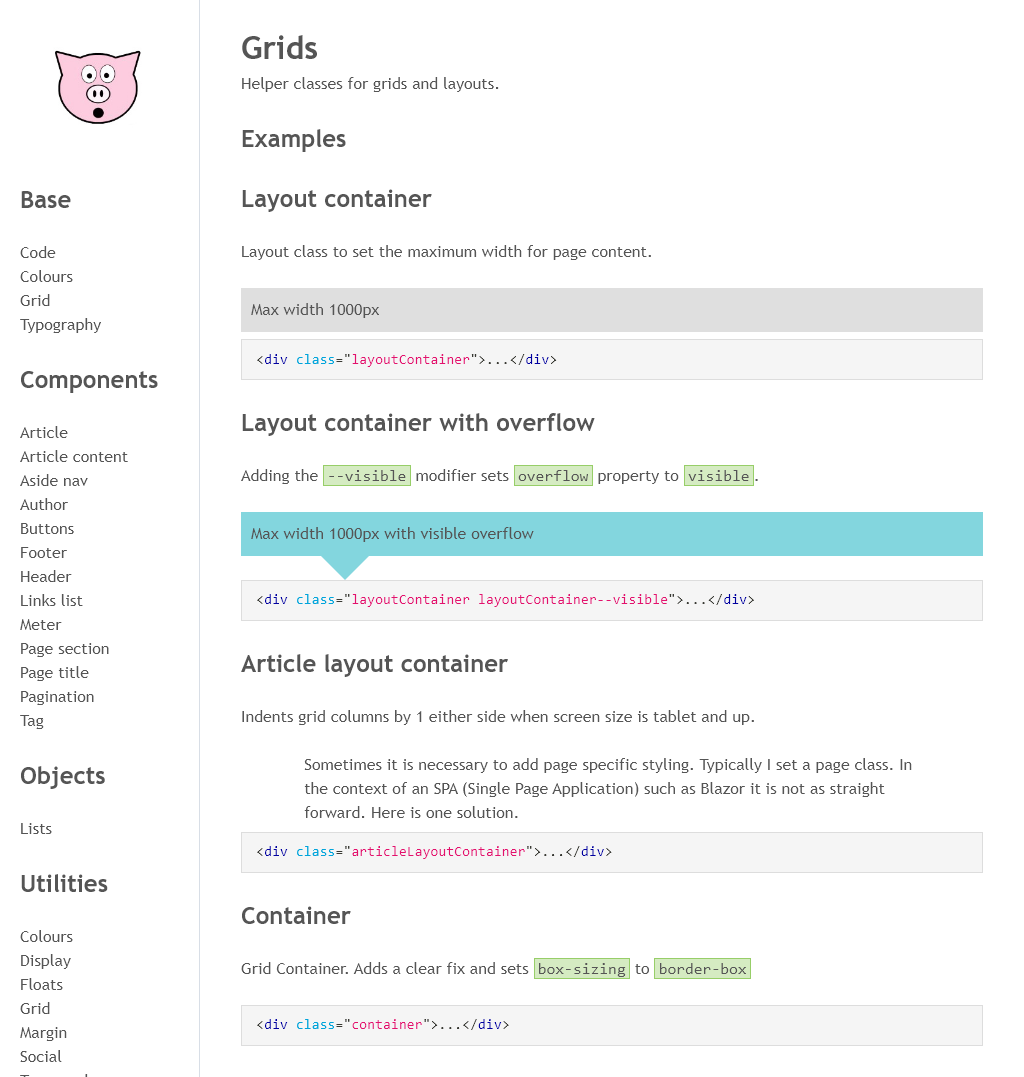 Base
Code
Colours
Grid
Typography
Components
Article
Article content
Aside nav
Author
Buttons
Footer
Header
Links list
Meter
Page section
Page title
Pagination
Tag
Objects
Lists
Utilities
Colours
Display
Floats
Grid
Margin
Social
Grids
Helper classes for grids and layouts.
Examples
Layout container
Layout class to set the maximum width for page content.
Max width 1000px
<div class="layoutContainer">...</div>
Layout container with overflow
Adding the --visible modifier sets overflow property to visible.
Max width 1000px with visible overflow
<div class="layoutContainer layoutContainer--visible">...</div>
Article layout container
Indents grid columns by 1 either side when screen size is tablet and up.
Sometimes it is necessary to add page specific styling. Typically I set a page class. In
the context of an SPA (Single Page Application) such as Blazor it is not as straight
forward. Here is one solution.
<div class="articleLayoutContainer">...</div>
Container
Grid Container. Adds a clear fix and sets box-sizing to border-box
<div class="container">...</div>